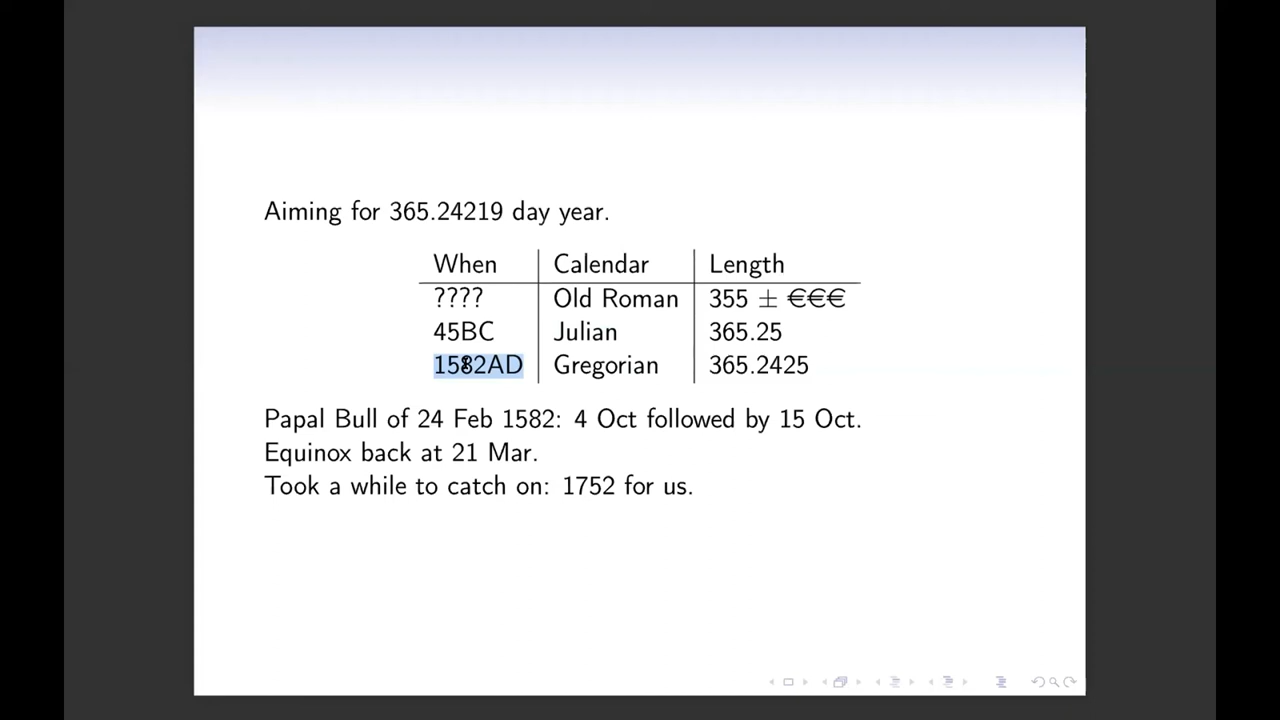 Aiming for 365.24219 day year.
When Calendar Length
???? Old Roman 355 ± €€€
45BC Julian 365.25
1582AD Gregorian 365.2425
Papal Bull of 24 Feb 1582: 4 Oct followed by 15 Oct.
Equinox back at 21 Mar.
Took a while to catch on: 1752 for us.